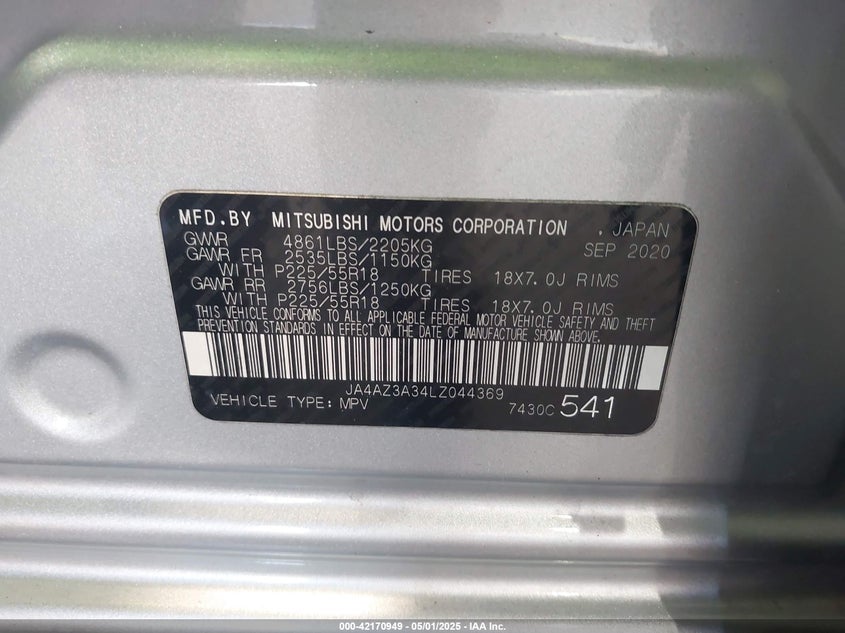 MFD.BY MITSUBISHI MOTORS CORPORATION , JAPAN
GVWR 4861LBS/2205KG SEP 2020
GAWR FR 2535LBS/1150KG
WITH P225/55R18 TIRES 18X7.0J RIMS
GAWR RR 2756LBS/1250KG
WITH P225/55R18 TIRES 18X7.0J RIMS
THIS VEHICLE CONFORMS TO ALL APPLICABLE FEDERAL MOTOR VEHICLE SAFETY AND THEFT
PREVENTION STANDARDS IN EFFECT ON THE DATE OF MANUFACTURE SHOWN ABOVE.
JA4AZ3A34LZ044369
VEHICLE TYPE: MPV 7430C 541
000-42170949 - 05/01/2025 - IAA Inc.